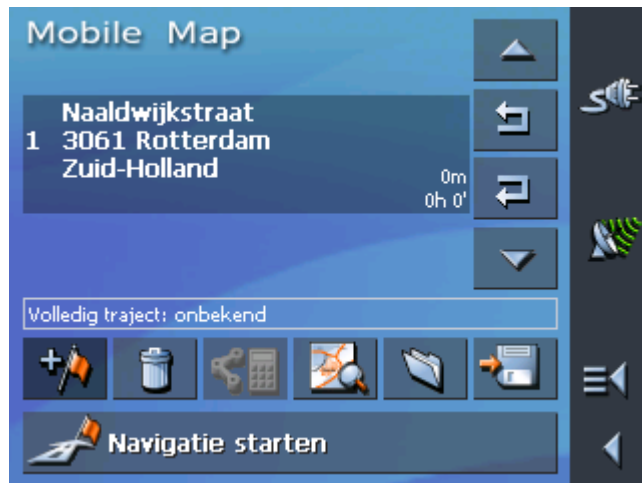 Mobile Map
Naaldwijkstraat
1 3061 Rotterdam
Zuid-Holland
0m
0h 0'
Volledig traject: onbekend
Navigatie starten